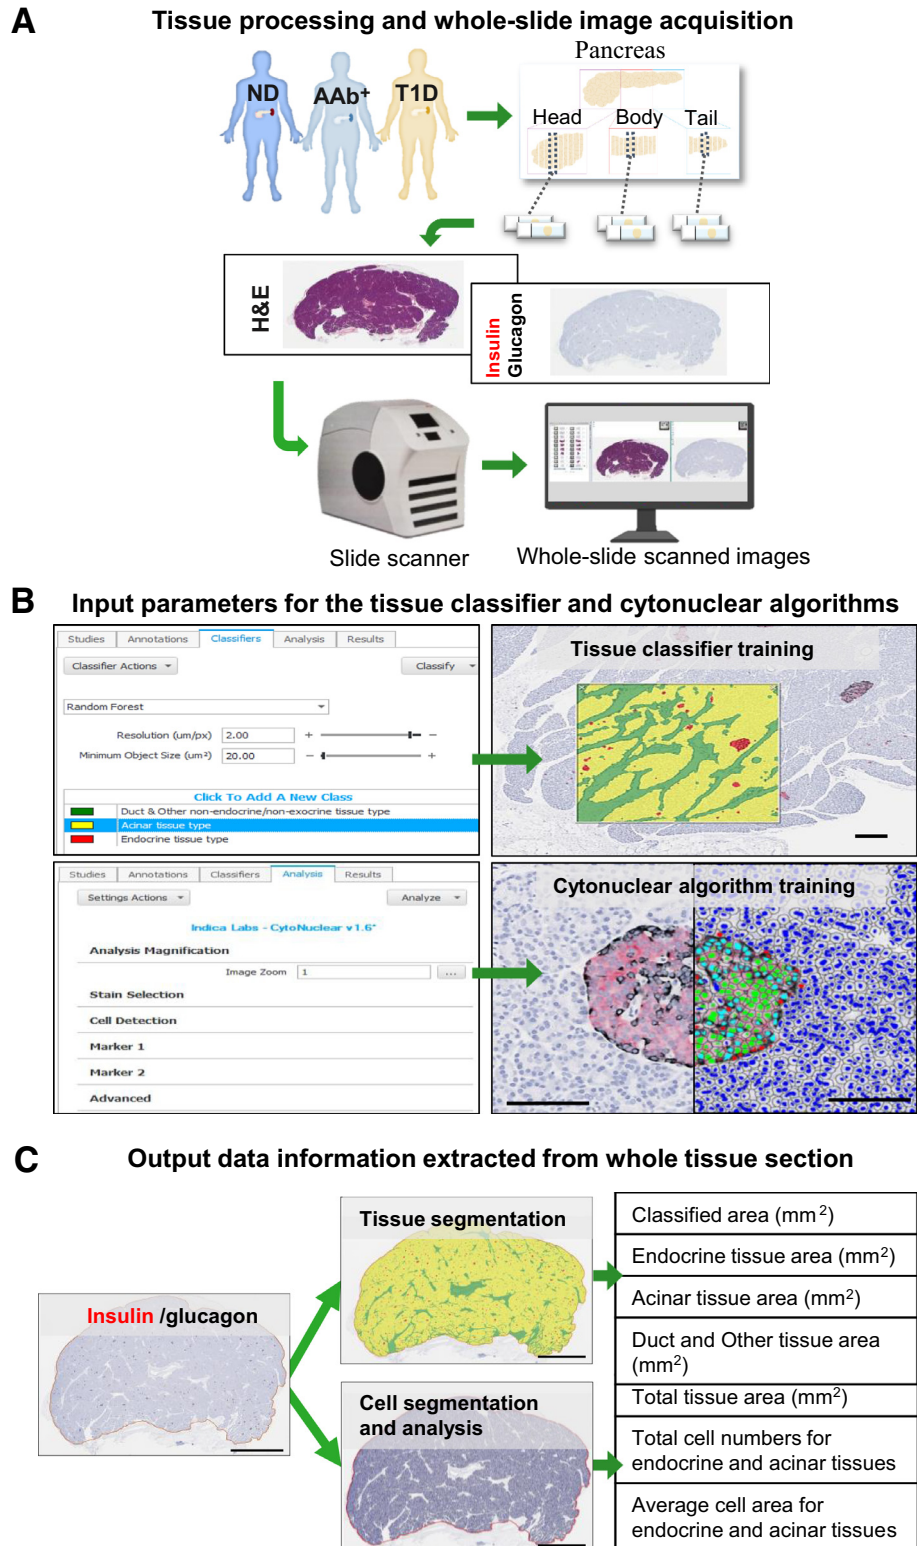 A
Tissue processing and whole-slide image acquisition
ND
AAb+
T1D
Pancreas
Head
Body
Tail
H&E
Insulin
Glucagon
Slide scanner
Whole-slide scanned images
B
Input parameters for the tissue classifier and cytonuclear algorithms
Studies
Annotations
Classifiers
Analysis
Results
Classifier Actions
Classify
Random Forest
Resolution (um/px)
2.00
+
−
Minimum Object Size (um²)
20.00
−
+
Click To Add A New Class
Duct & Other non-endocrine/non-exocrine tissue type
Acinar tissue type
Endocrine tissue type
Tissue classifier training
Studies
Annotations
Classifiers
Analysis
Results
Settings Actions
Analyze
Indica Labs - CytoNuclear v1.6*
Analysis Magnification
Image Zoom
1
...
Stain Selection
Cell Detection
Marker 1
Marker 2
Advanced
Cytonuclear algorithm training
C
Output data information extracted from whole tissue section
Insulin /glucagon
Tissue segmentation
Cell segmentation
and analysis
Classified area (mm²)
Endocrine tissue area (mm²)
Acinar tissue area (mm²)
Duct and Other tissue area
(mm²)
Total tissue area (mm²)
Total cell numbers for
endocrine and acinar tissues
Average cell area for
endocrine and acinar tissues